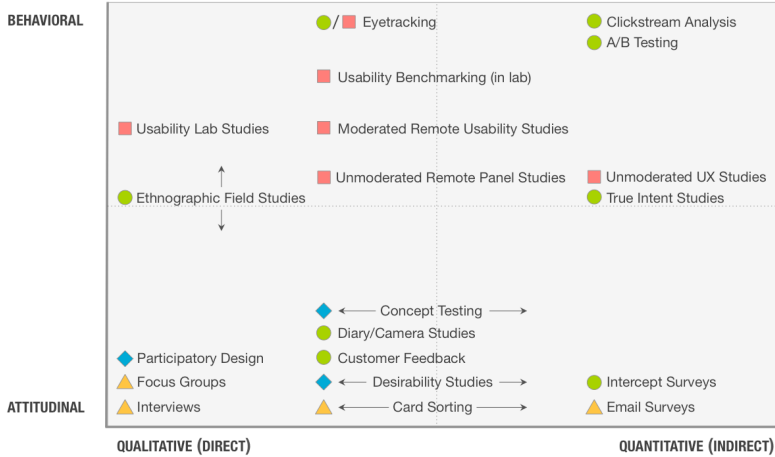 BEHAVIORAL
/ Eyetracking
Clickstream Analysis
A/B Testing
Usability Benchmarking (in lab)
Usability Lab Studies
Moderated Remote Usability Studies
Unmoderated Remote Panel Studies
Unmoderated UX Studies
Ethnographic Field Studies
True Intent Studies
Concept Testing
Diary/Camera Studies
Participatory Design
Customer Feedback
Focus Groups
Desirability Studies
Intercept Surveys
ATTITUDINAL
Interviews
Card Sorting
Email Surveys
QUALITATIVE (DIRECT)
QUANTITATIVE (INDIRECT)